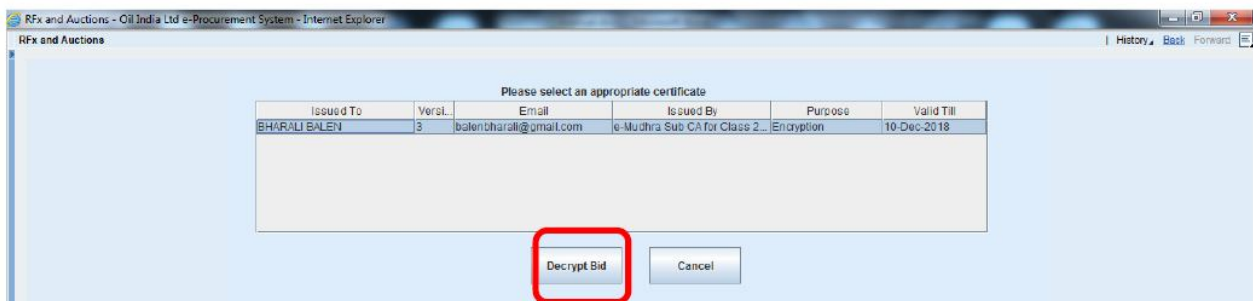 RFx and Auctions - Oil India Ltd e-Procurement System - Internet Explorer
RFx and Auctions | History Back Forward
Please select an appropriate certificate
Issued To Versi... Email Issued By Purpose Valid Till
BHARALI BALEN 3 balenbharali@gmail.com e-Mudhra Sub CA for Class 2... Encryption 10-Dec-2018
Decrypt Bid Cancel